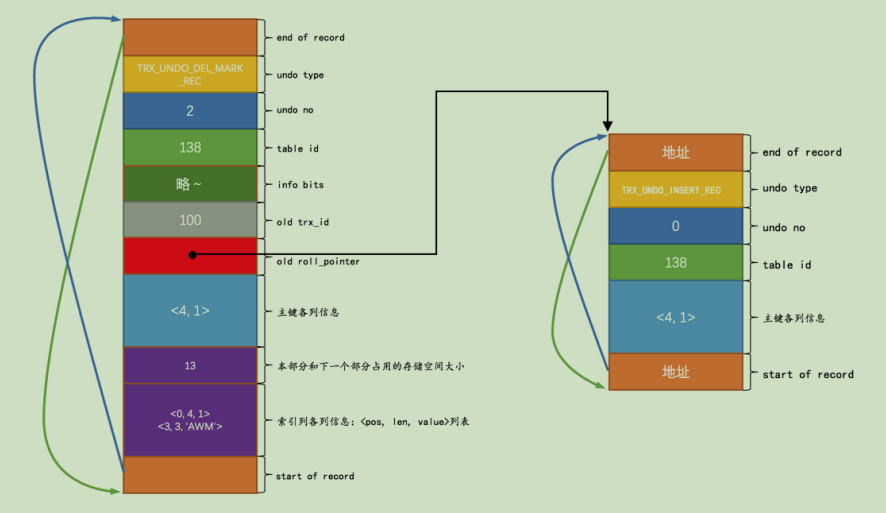 end of record
TRX_UNDO_DEL_MARK
_REC
undo type
2
undo no
138
table id
略~
info bits
100
old trx_id
old roll_pointer
<4, 1>
主键各列信息
13
本部分和下一个部分占用的存储空间大小
<0, 4, 1>
<3, 3, 'AWM'>
索引列各列信息: <pos, len, value>列表
start of record
地址
end of record
TRX_UNDO_INSERT_REC
undo type
0
undo no
138
table id
<4, 1>
主键各列信息
地址
start of record